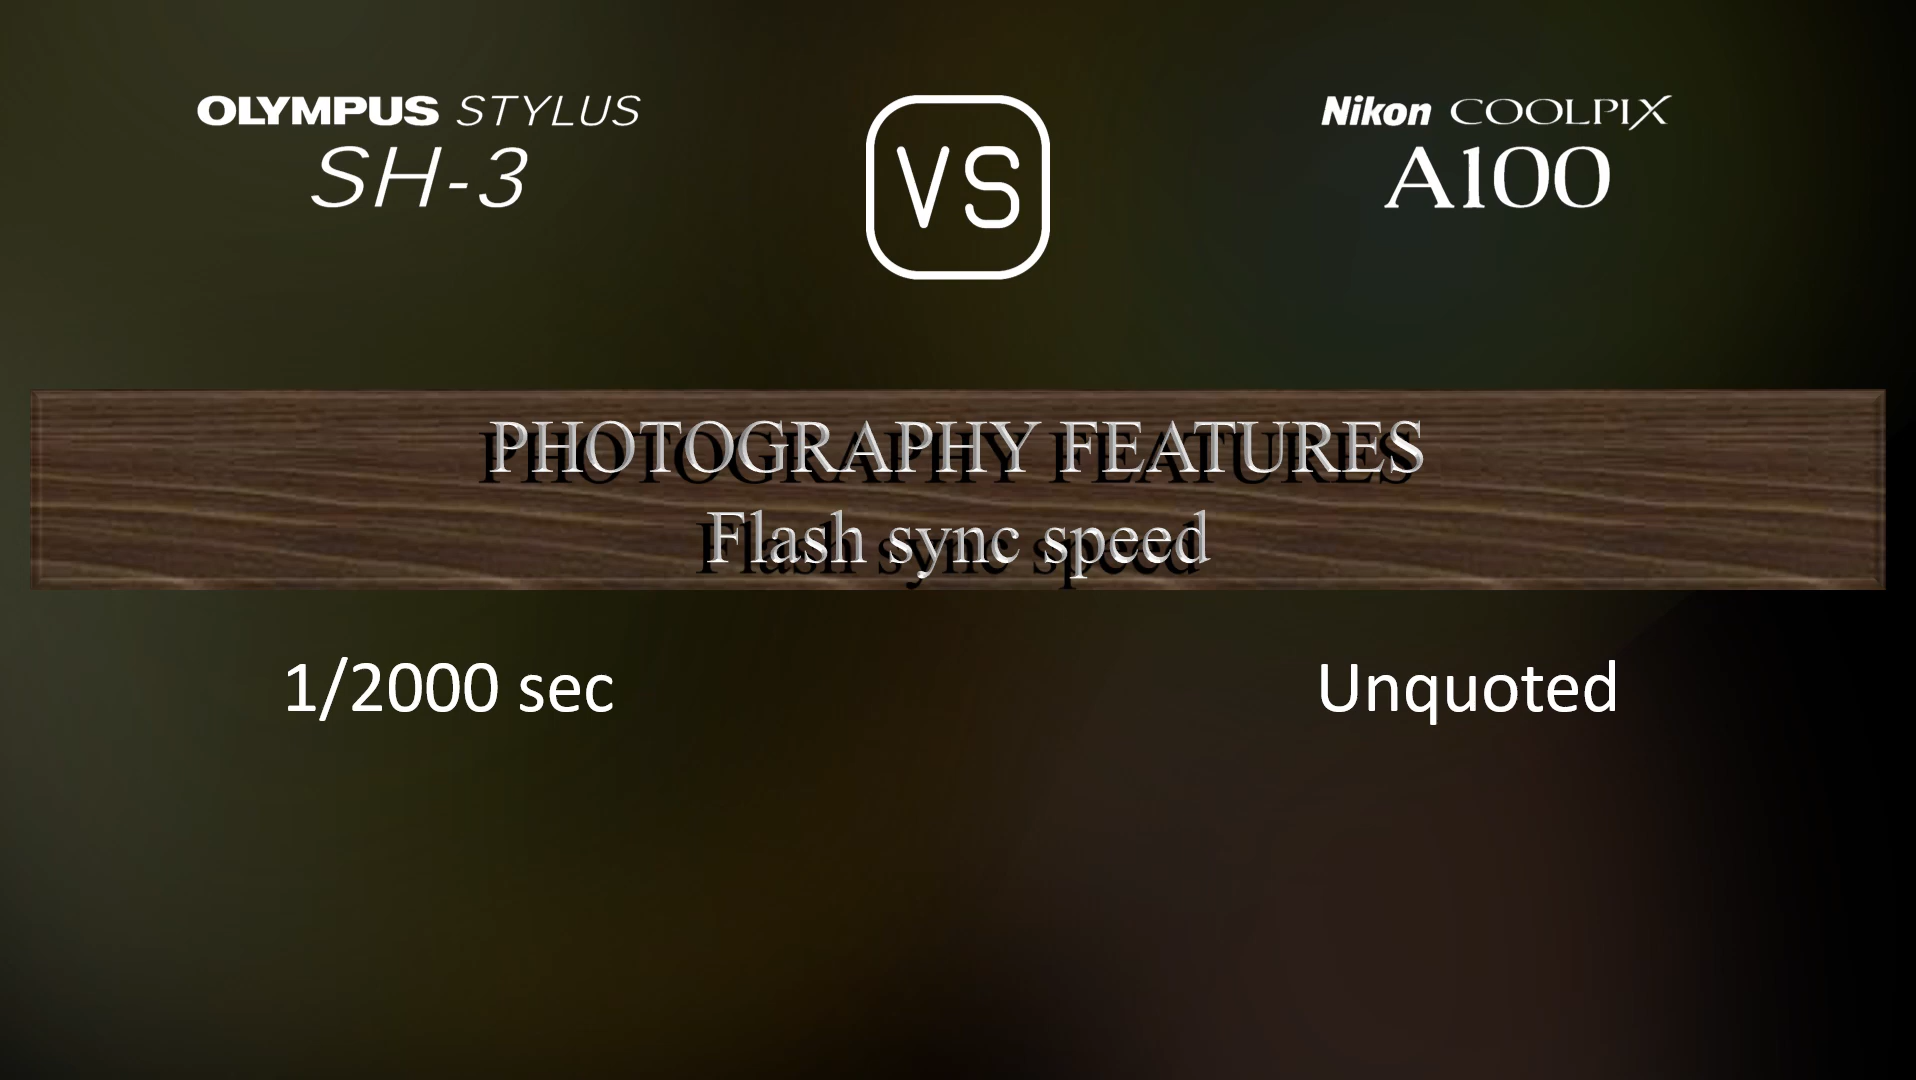 OLYMPUS STYLUS
SH-3
VS
Nikon COOLPIX
A100
PHOTOGRAPHY FEATURES
Flash sync speed
1/2000 sec
Unquoted